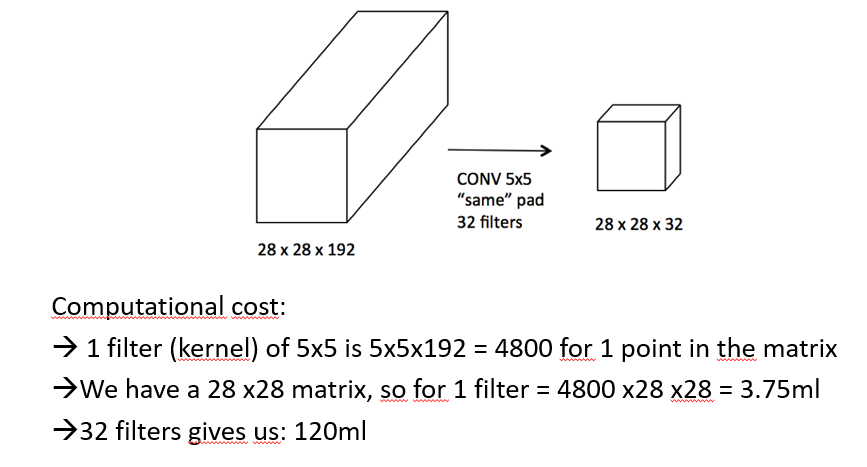 CONV 5x5
“same” pad
32 filters
28 x 28 x 192
28 x 28 x 32
Computational cost:
→ 1 filter (kernel) of 5x5 is 5x5x192 = 4800 for 1 point in the matrix
→We have a 28 x28 matrix, so for 1 filter = 4800 x28 x28 = 3.75ml
→32 filters gives us: 120ml